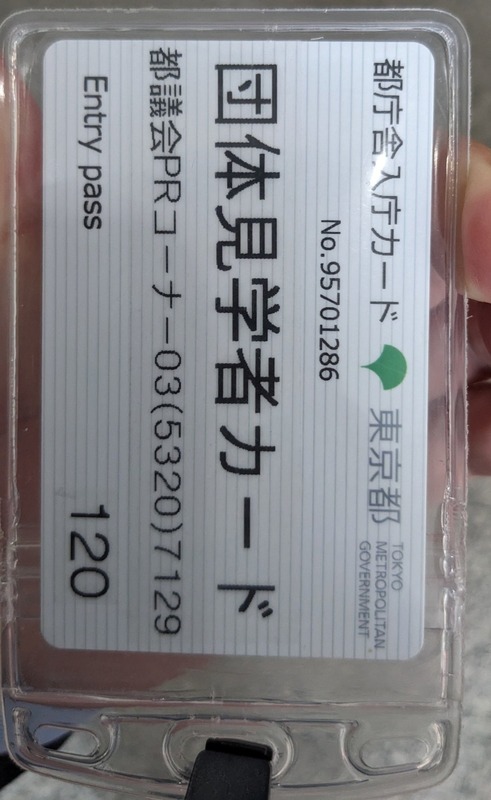 都庁舎入庁カード
東京都
TOKYO
METROPOLITAN
GOVERNMENT
No.95701286
団体見学者カード
都議会PRコーナー03(5320)7129
Entry pass
120